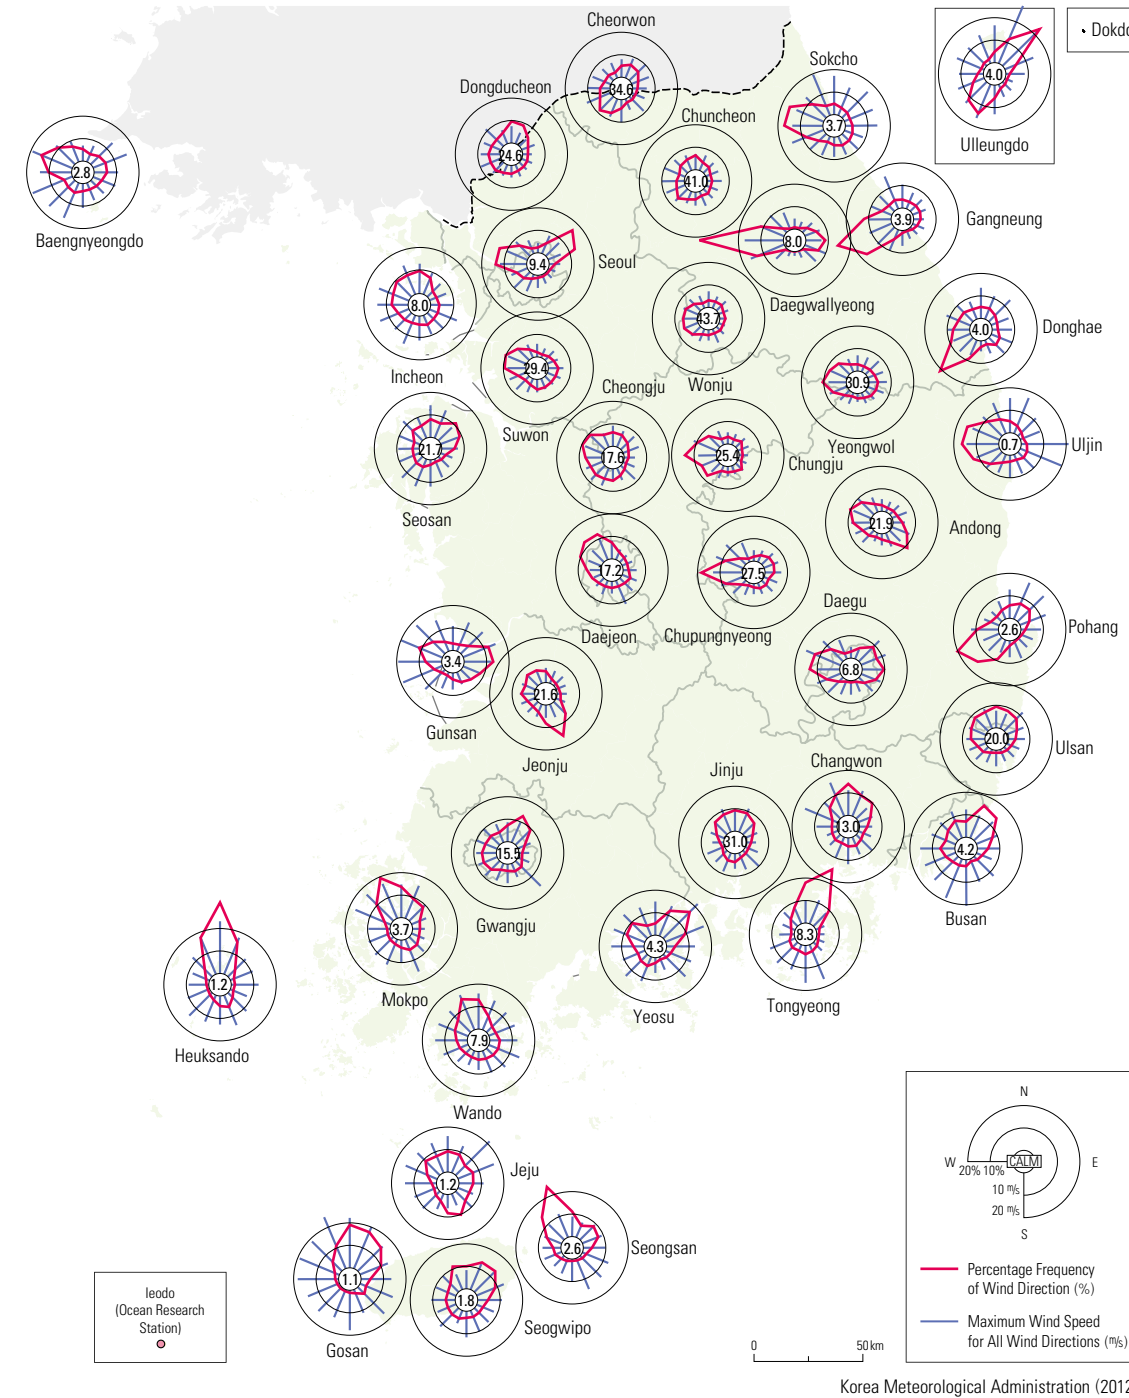 Cheorwon
34.6
Dokdo
4.0
Ulleungdo
Sokcho
3.7
Dongducheon
24.6
Chuncheon
41.0
2.8
Baengnyeongdo
3.9
Gangneung
8.0
Daegwallyeong
9.4
Seoul
8.0
Incheon
43.7
Wonju
4.0
Donghae
29.4
Suwon
30.9
Yeongwol
Cheongju
17.6
25.4
Chungju
0.7
Uljin
21.7
Seosan
21.9
Andong
17.2
Daejeon
27.5
Chupungnyeong
Daegu
6.8
2.6
Pohang
3.4
Gunsan
21.6
Jeonju
20.0
Ulsan
Jinju
31.0
Changwon
13.0
4.2
Busan
15.5
Gwangju
3.7
Mokpo
4.3
Yeosu
8.3
Tongyeong
1.2
Heuksando
7.9
Wando
Jeju
1.2
2.6
Seongsan
1.1
Gosan
1.8
Seogwipo
Ieodo
(Ocean Research
Station)
N
W
20% 10%
CALM
E
10 m/s
20 m/s
S
Percentage Frequency
of Wind Direction (%)
Maximum Wind Speed
for All Wind Directions (m/s)
0 50 km
Korea Meteorological Administration (2012